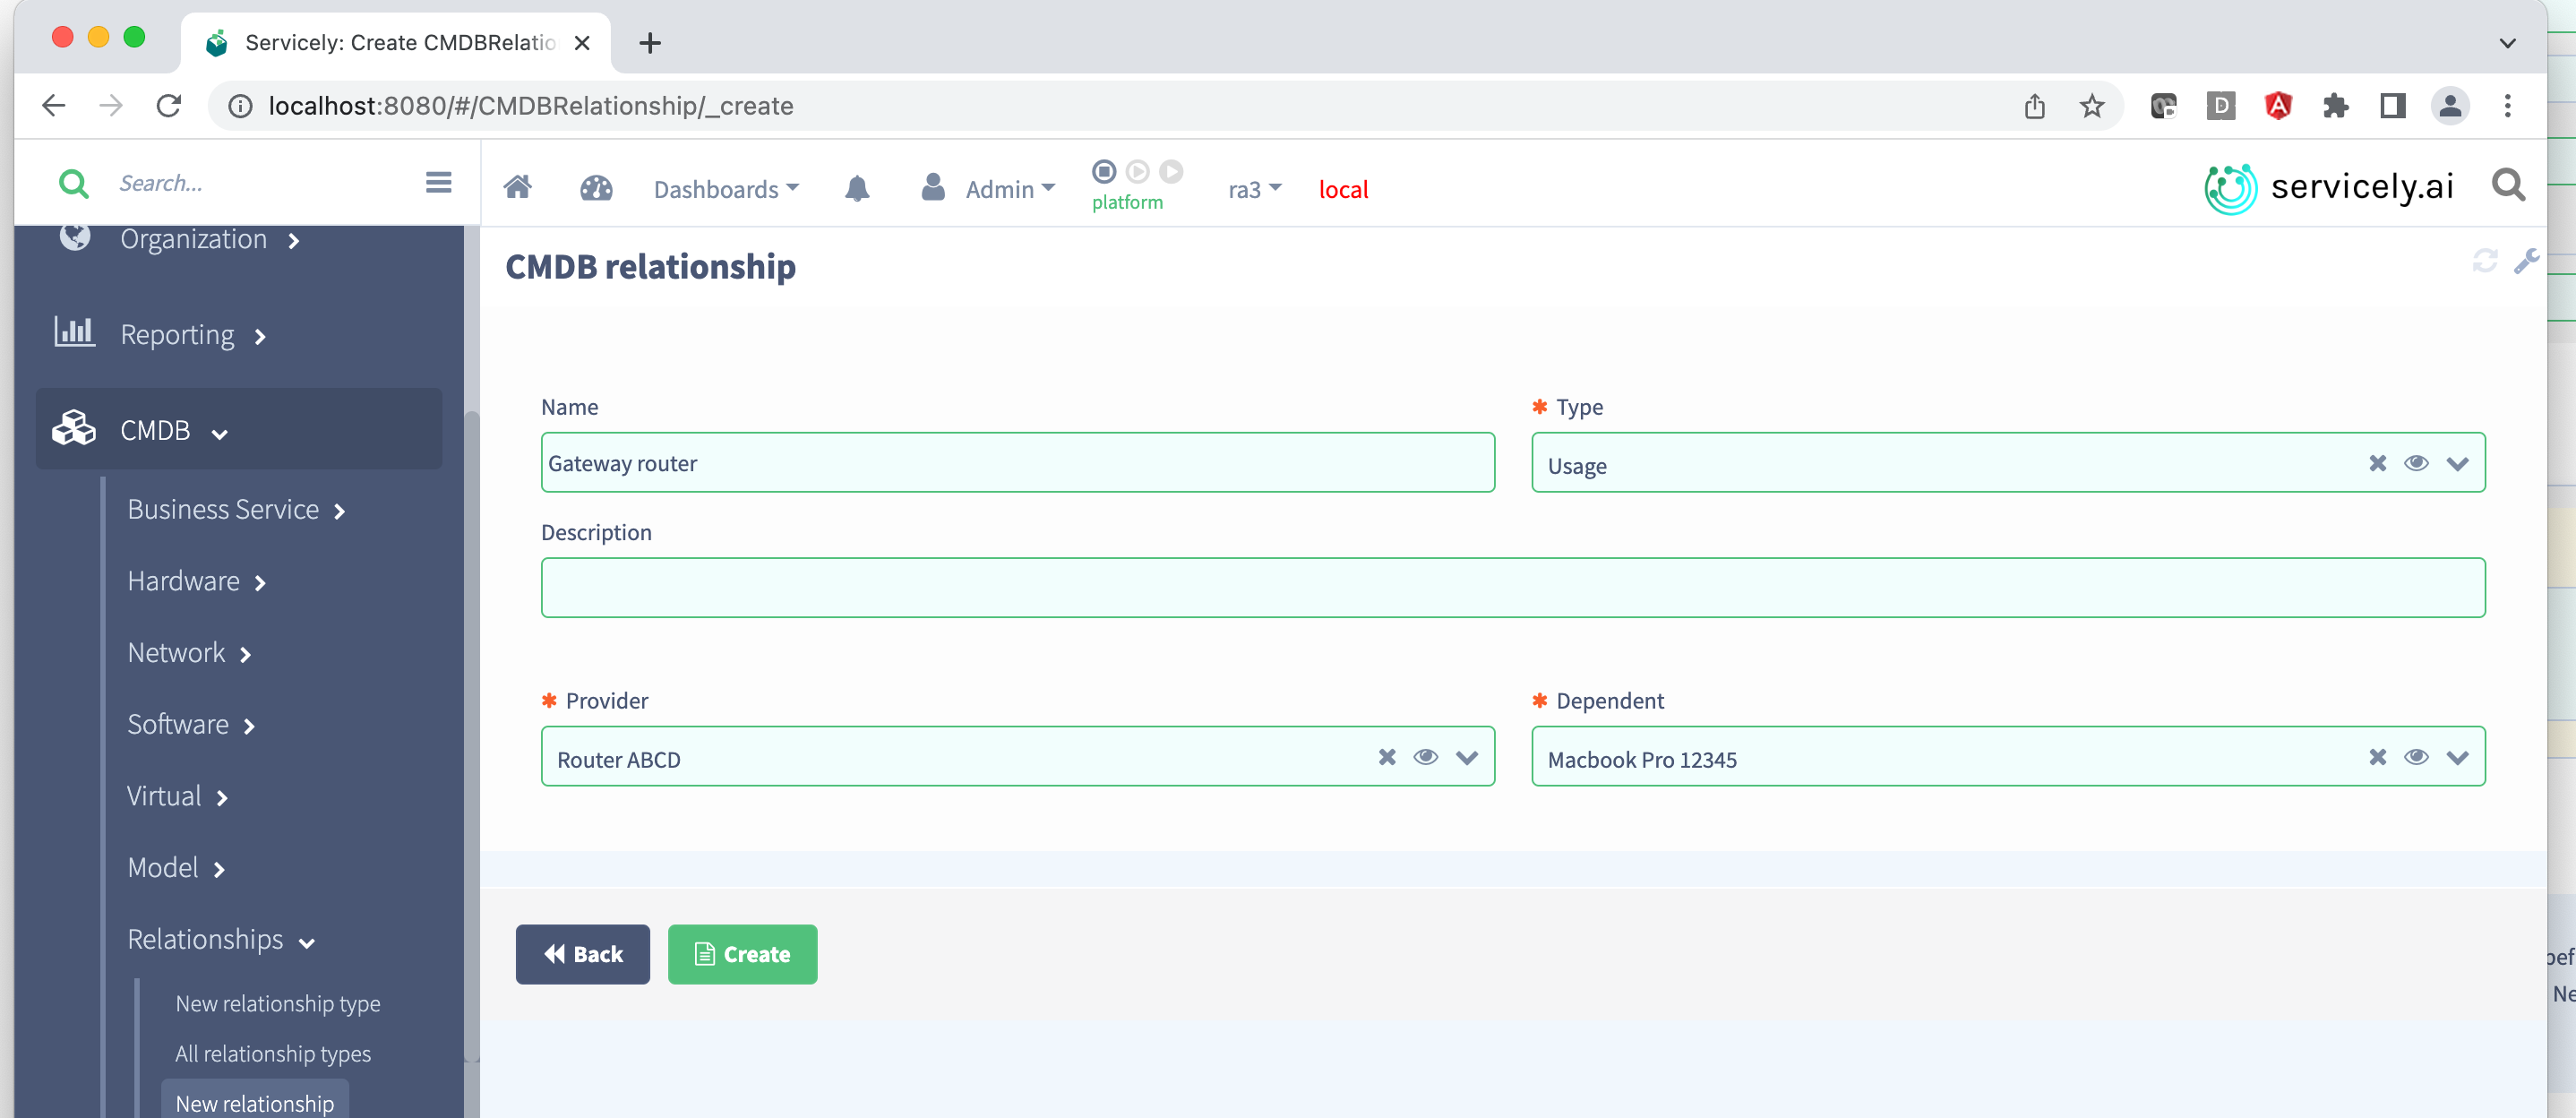 Servicely: Create CMDBRelatio
localhost:8080/#/CMDBRelationship/_create
Search...
Dashboards
Admin
platform
ra3
local
servicely.ai
Organization
Reporting
CMDB
Business Service
Hardware
Network
Software
Virtual
Model
Relationships
New relationship type
All relationship types
New relationship
CMDB relationship
Name
* Type
Gateway router
Usage
Description
* Provider
* Dependent
Router ABCD
Macbook Pro 12345
Back
Create